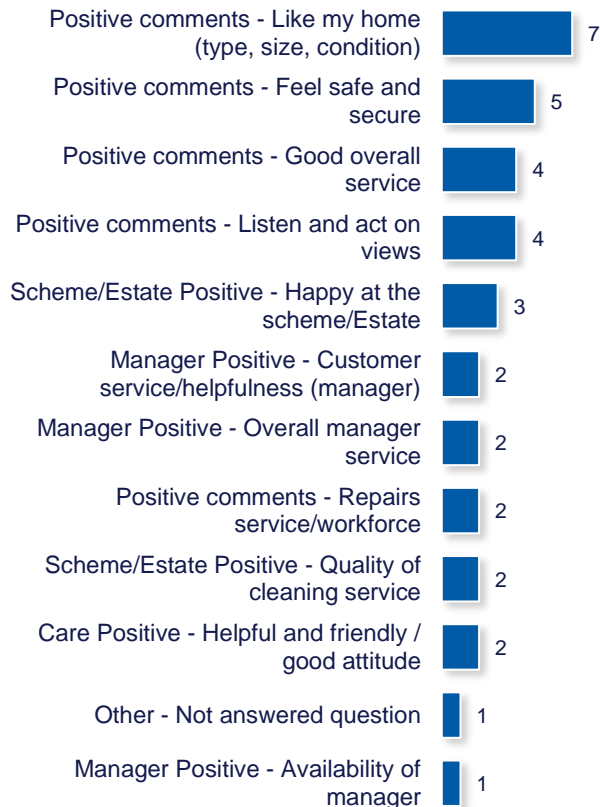 Positive comments - Like my home
(type, size, condition)
7
Positive comments - Feel safe and
secure
5
Positive comments - Good overall
service
4
Positive comments - Listen and act on
views
4
Scheme/Estate Positive - Happy at the
scheme/Estate
3
Manager Positive - Customer
service/helpfulness (manager)
2
Manager Positive - Overall manager
service
2
Positive comments - Repairs
service/workforce
2
Scheme/Estate Positive - Quality of
cleaning service
2
Care Positive - Helpful and friendly /
good attitude
2
Other - Not answered question
1
Manager Positive - Availability of
manager
1